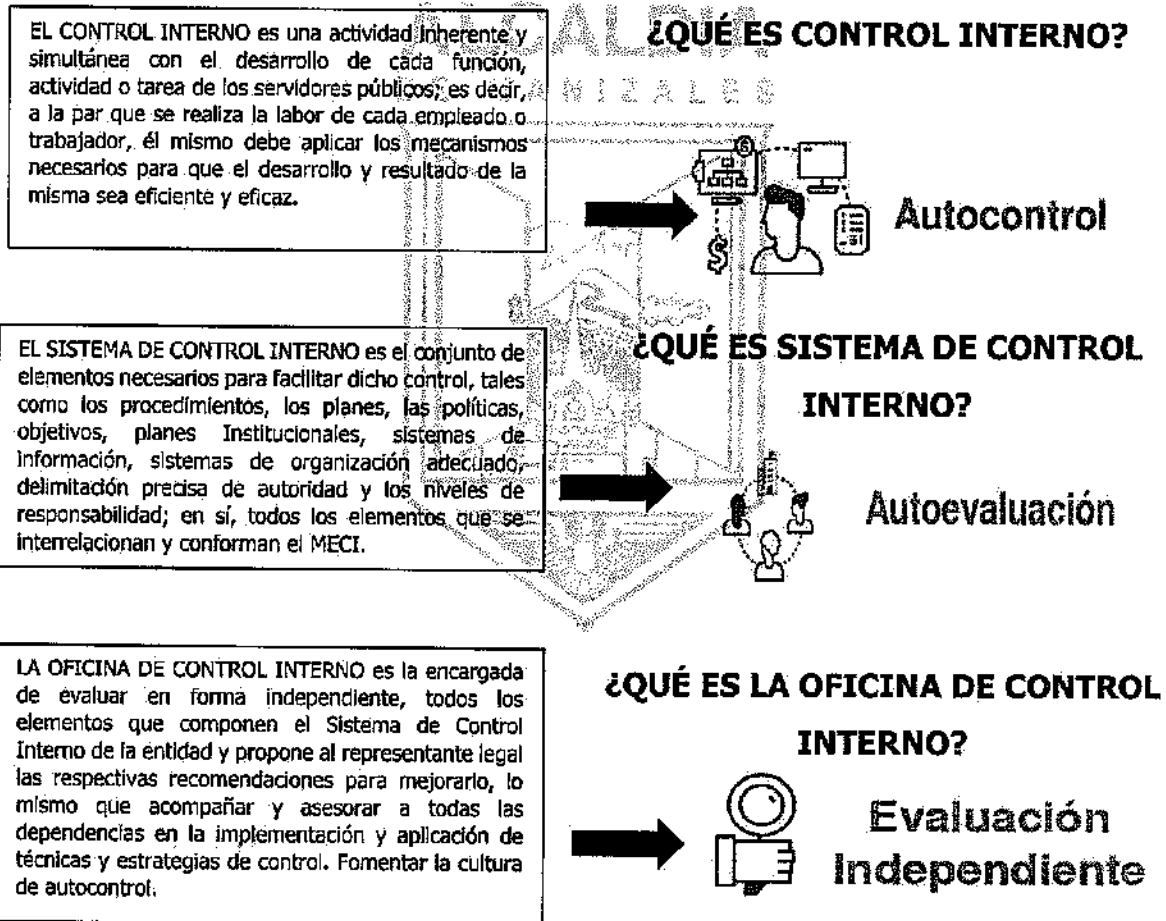 ALCALDIA
MANIZALES
EL CONTROL INTERNO es una actividad inherente y
simultánea con el desarrollo de cada función,
actividad o tarea de los servidores públicos; es decir,
a la par que se realiza la labor de cada empleado o
trabajador, él mismo debe aplicar los mecanismos
necesarios para que el desarrollo y resultado de la
misma sea eficiente y eficaz.
¿QUÉ ES CONTROL INTERNO?
$
Autocontrol
EL SISTEMA DE CONTROL INTERNO es el conjunto de
elementos necesarios para facilitar dicho control, tales
como los procedimientos, los planes, las políticas,
objetivos, planes Institucionales, sistemas de
información, sistemas de organización adecuado,
delimitación precisa de autoridad y los niveles de
responsabilidad; en sí, todos los elementos que se
interrelacionan y conforman el MECI.
¿QUÉ ES SISTEMA DE CONTROL
INTERNO?
Autoevaluación
LA OFICINA DE CONTROL INTERNO es la encargada
de evaluar en forma independiente, todos los
elementos que componen el Sistema de Control
Interno de la entidad y propone al representante legal
las respectivas recomendaciones para mejorarlo, lo
mismo que acompañar y asesorar a todas las
dependencias en la implementación y aplicación de
técnicas y estrategias de control. Fomentar la cultura
de autocontrol.
¿QUÉ ES LA OFICINA DE CONTROL
INTERNO?
Evaluación
Independiente